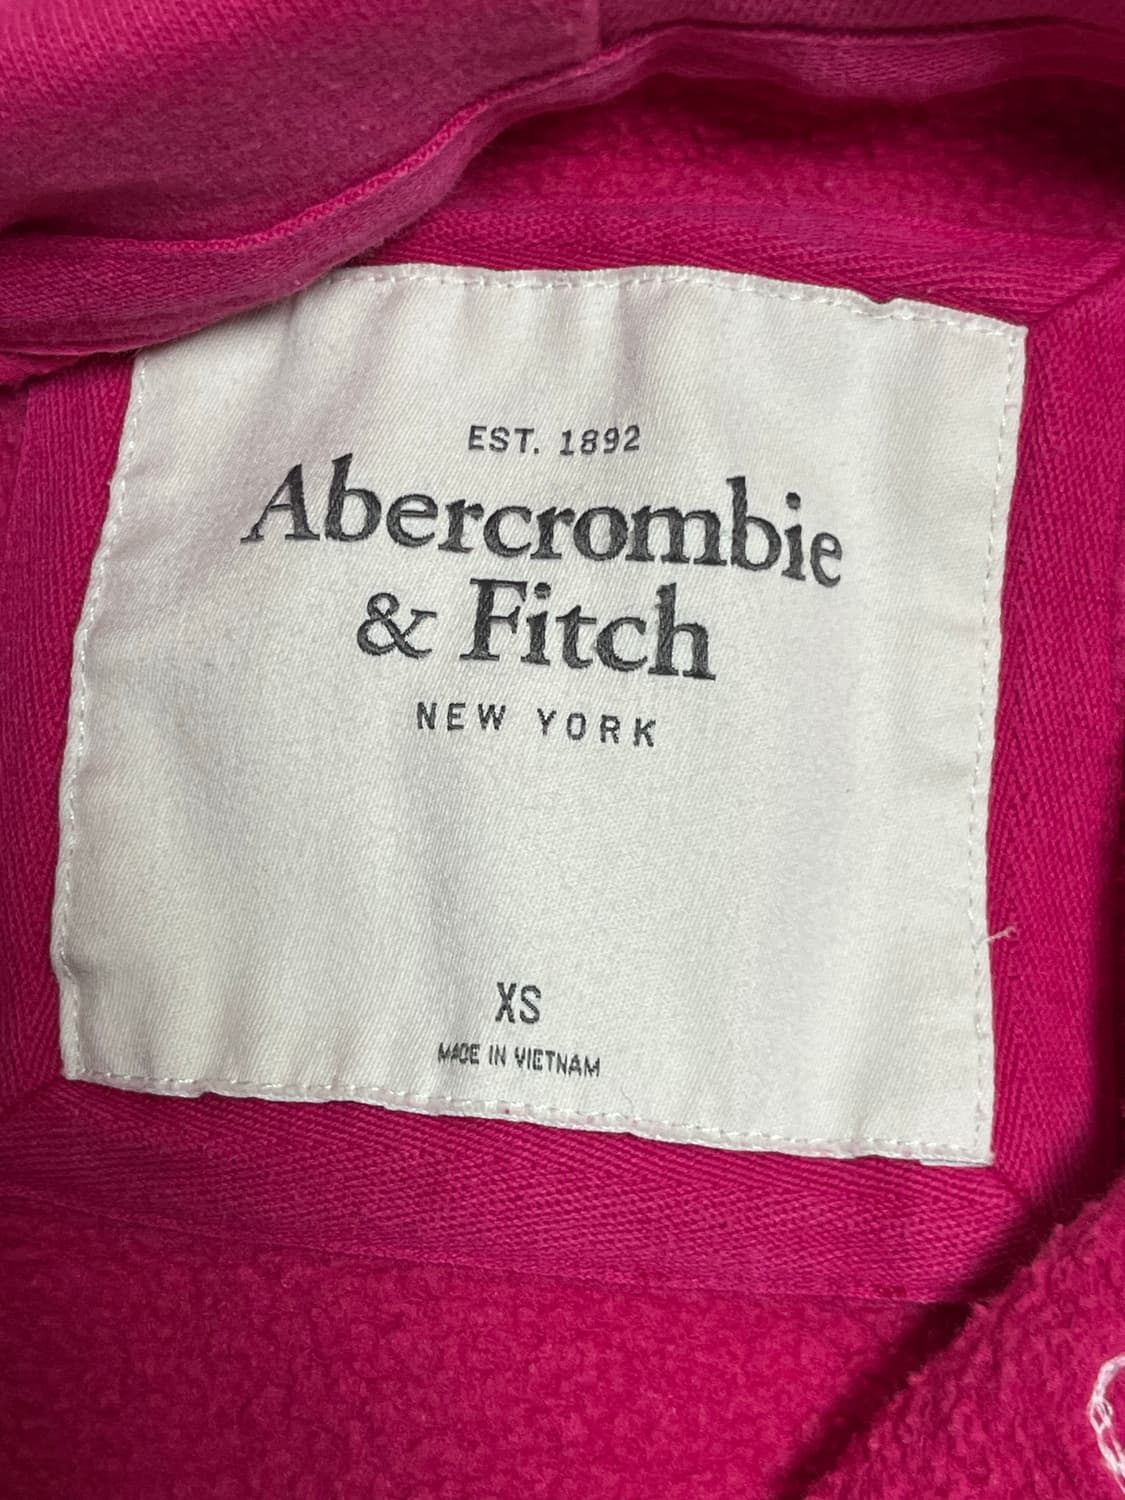 EST. 1892
Abercrombie
& Fitch
NEW YORK
XS
MADE IN VIETNAM